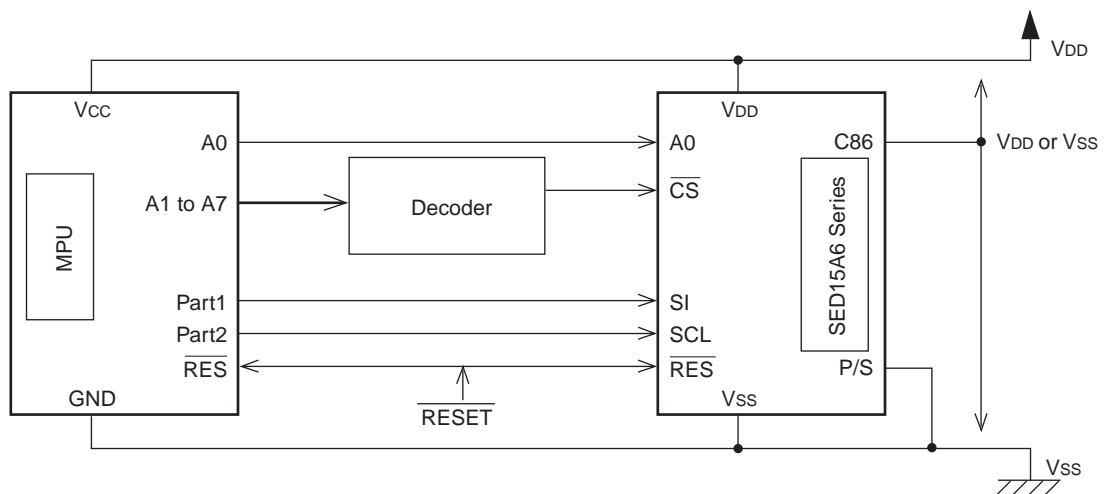 VDD
VCC
VDD
A0
A0
C86
VDD or VSS
A1 to A7
Decoder
CS
MPU
SED15A6 Series
Part1
SI
Part2
SCL
RES
RES
P/S
GND
RESET
VSS
VSS